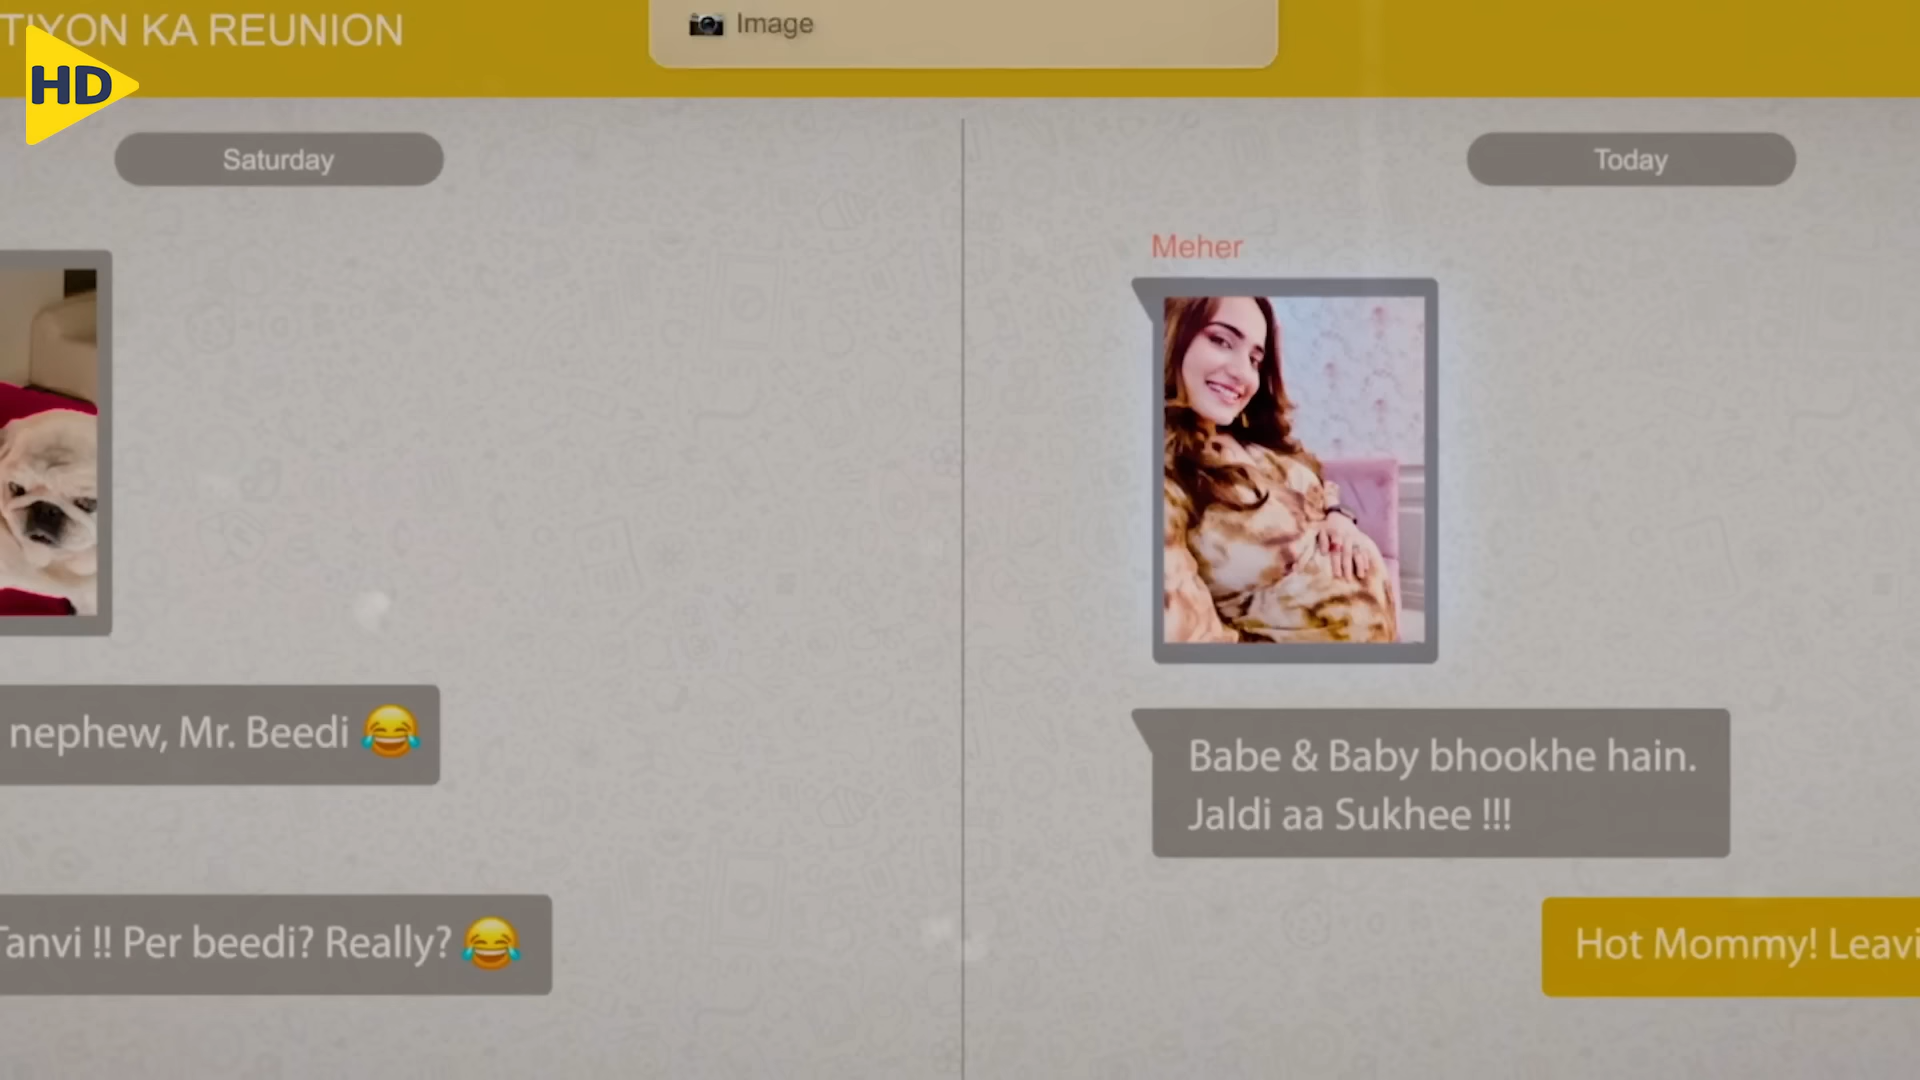 TIYON KA REUNION
Image
HD
Saturday
Today
Meher
nephew, Mr. Beedi 😂
Babe & Baby bhookhe hain.
Jaldi aa Sukhee !!!
Tanvi !! Per beedi? Really? 😂
Hot Mommy! Leavi